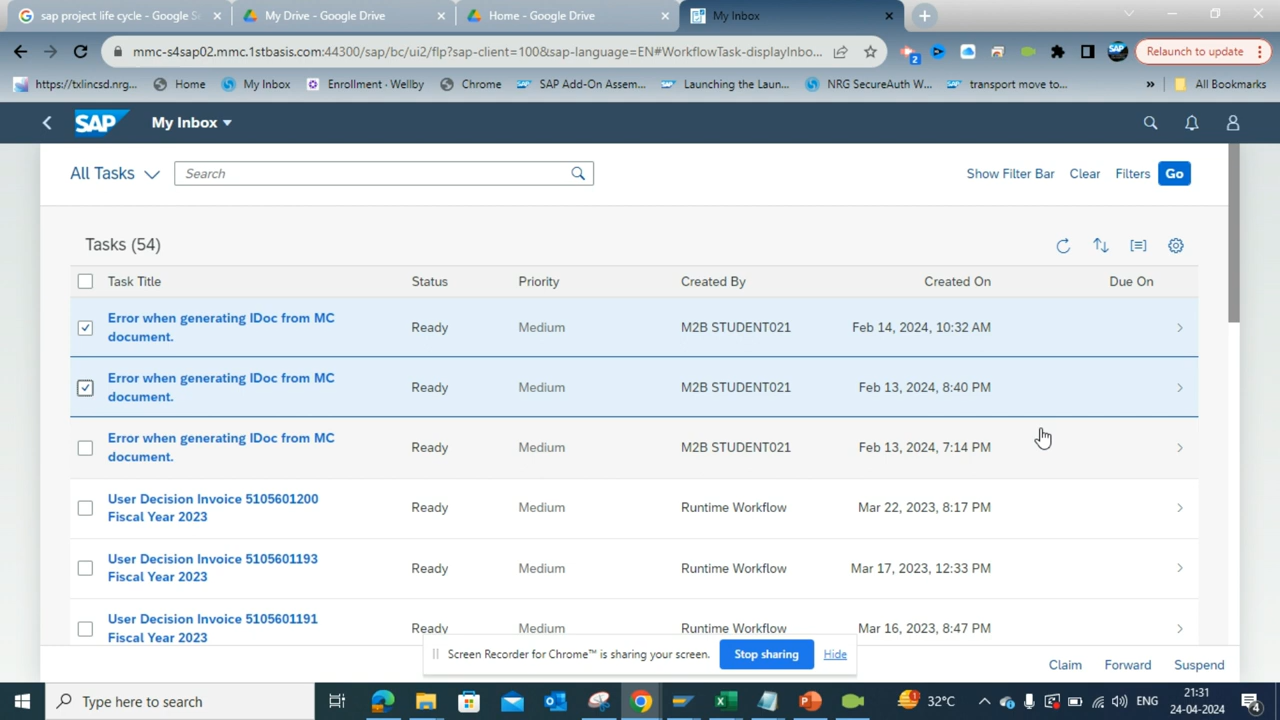 sap project life cycle - Google Se
My Drive - Google Drive
Home - Google Drive
My Inbox
mmc-s4sap02.mmc.1stbasis.com:44300/sap/bc/ui2/flp?sap-client=100&sap-language=EN#WorkflowTask-displayInbo...
2
Relaunch to update
https://txlincsd.nrg...
Home
My Inbox
Enrollment · Wellby
Chrome
SAP Add-On Assem...
Launching the Laun...
NRG SecureAuth W...
transport move to...
»
All Bookmarks
SAP
My Inbox
All Tasks
Search
Show Filter Bar
Clear
Filters
Go
Tasks (54)
Task Title Status Priority Created By Created On Due On
Error when generating IDoc from MC
document.
Ready Medium M2B STUDENT021 Feb 14, 2024, 10:32 AM
Error when generating IDoc from MC
document.
Ready Medium M2B STUDENT021 Feb 13, 2024, 8:40 PM
Error when generating IDoc from MC
document.
Ready Medium M2B STUDENT021 Feb 13, 2024, 7:14 PM
User Decision Invoice 5105601200
Fiscal Year 2023
Ready Medium Runtime Workflow Mar 22, 2023, 8:17 PM
User Decision Invoice 5105601193
Fiscal Year 2023
Ready Medium Runtime Workflow Mar 17, 2023, 12:33 PM
User Decision Invoice 5105601191
Fiscal Year 2023
Ready Medium Runtime Workflow Mar 16, 2023, 8:47 PM
Screen Recorder for Chrome™ is sharing your screen.
Stop sharing
Hide
Claim
Forward
Suspend
Type here to search
32°C
ENG
21:31
24-04-2024
4